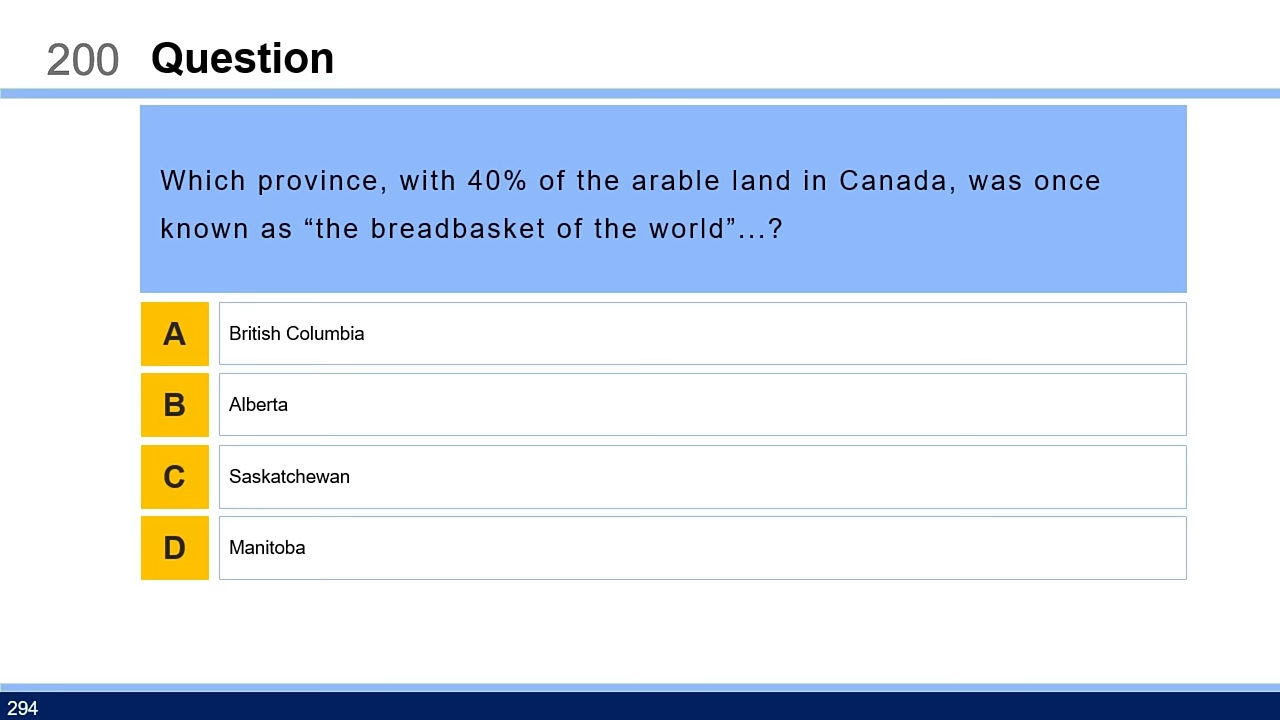 200 Question
Which province, with 40% of the arable land in Canada, was once
known as “the breadbasket of the world”...?
A British Columbia
B Alberta
C Saskatchewan
D Manitoba
294